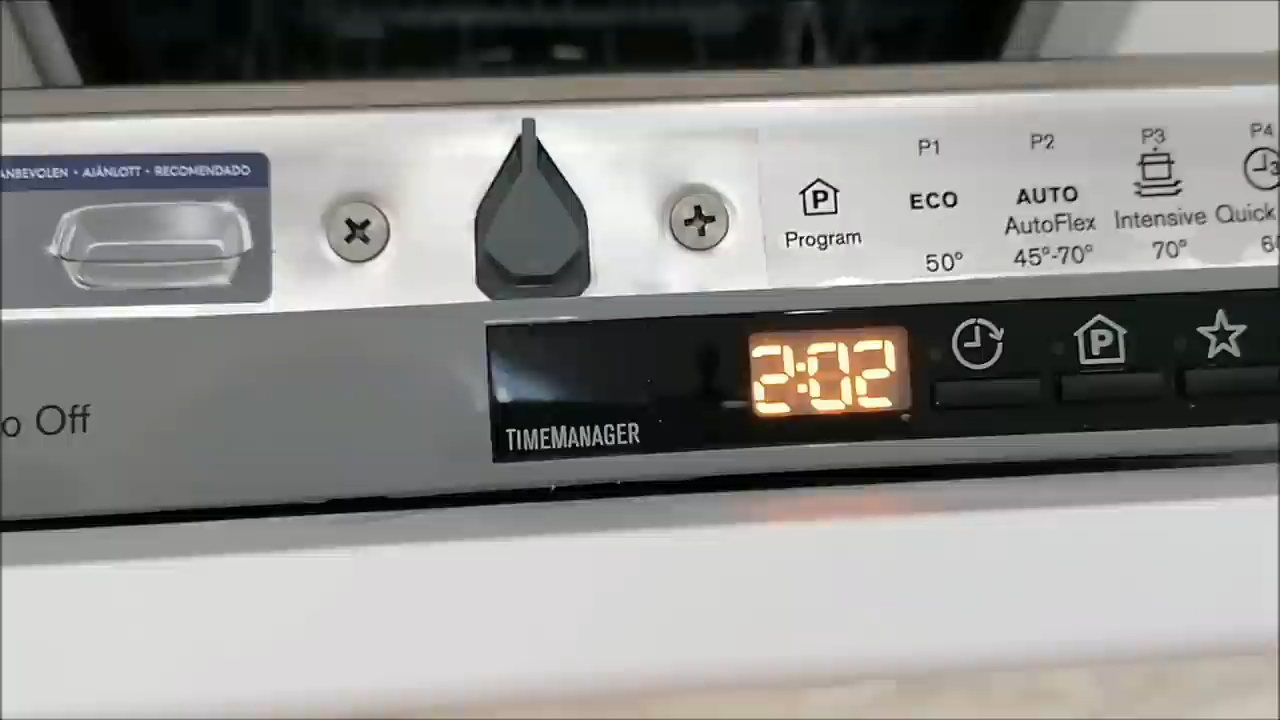 AJÁNLOTT • RECOMENDADO
P1
P2
P3
P4
P
Program
ECO
AUTO
AutoFlex
Intensive
Quick
50°
45°-70°
70°
2:02
P
TIMEMANAGER
Off